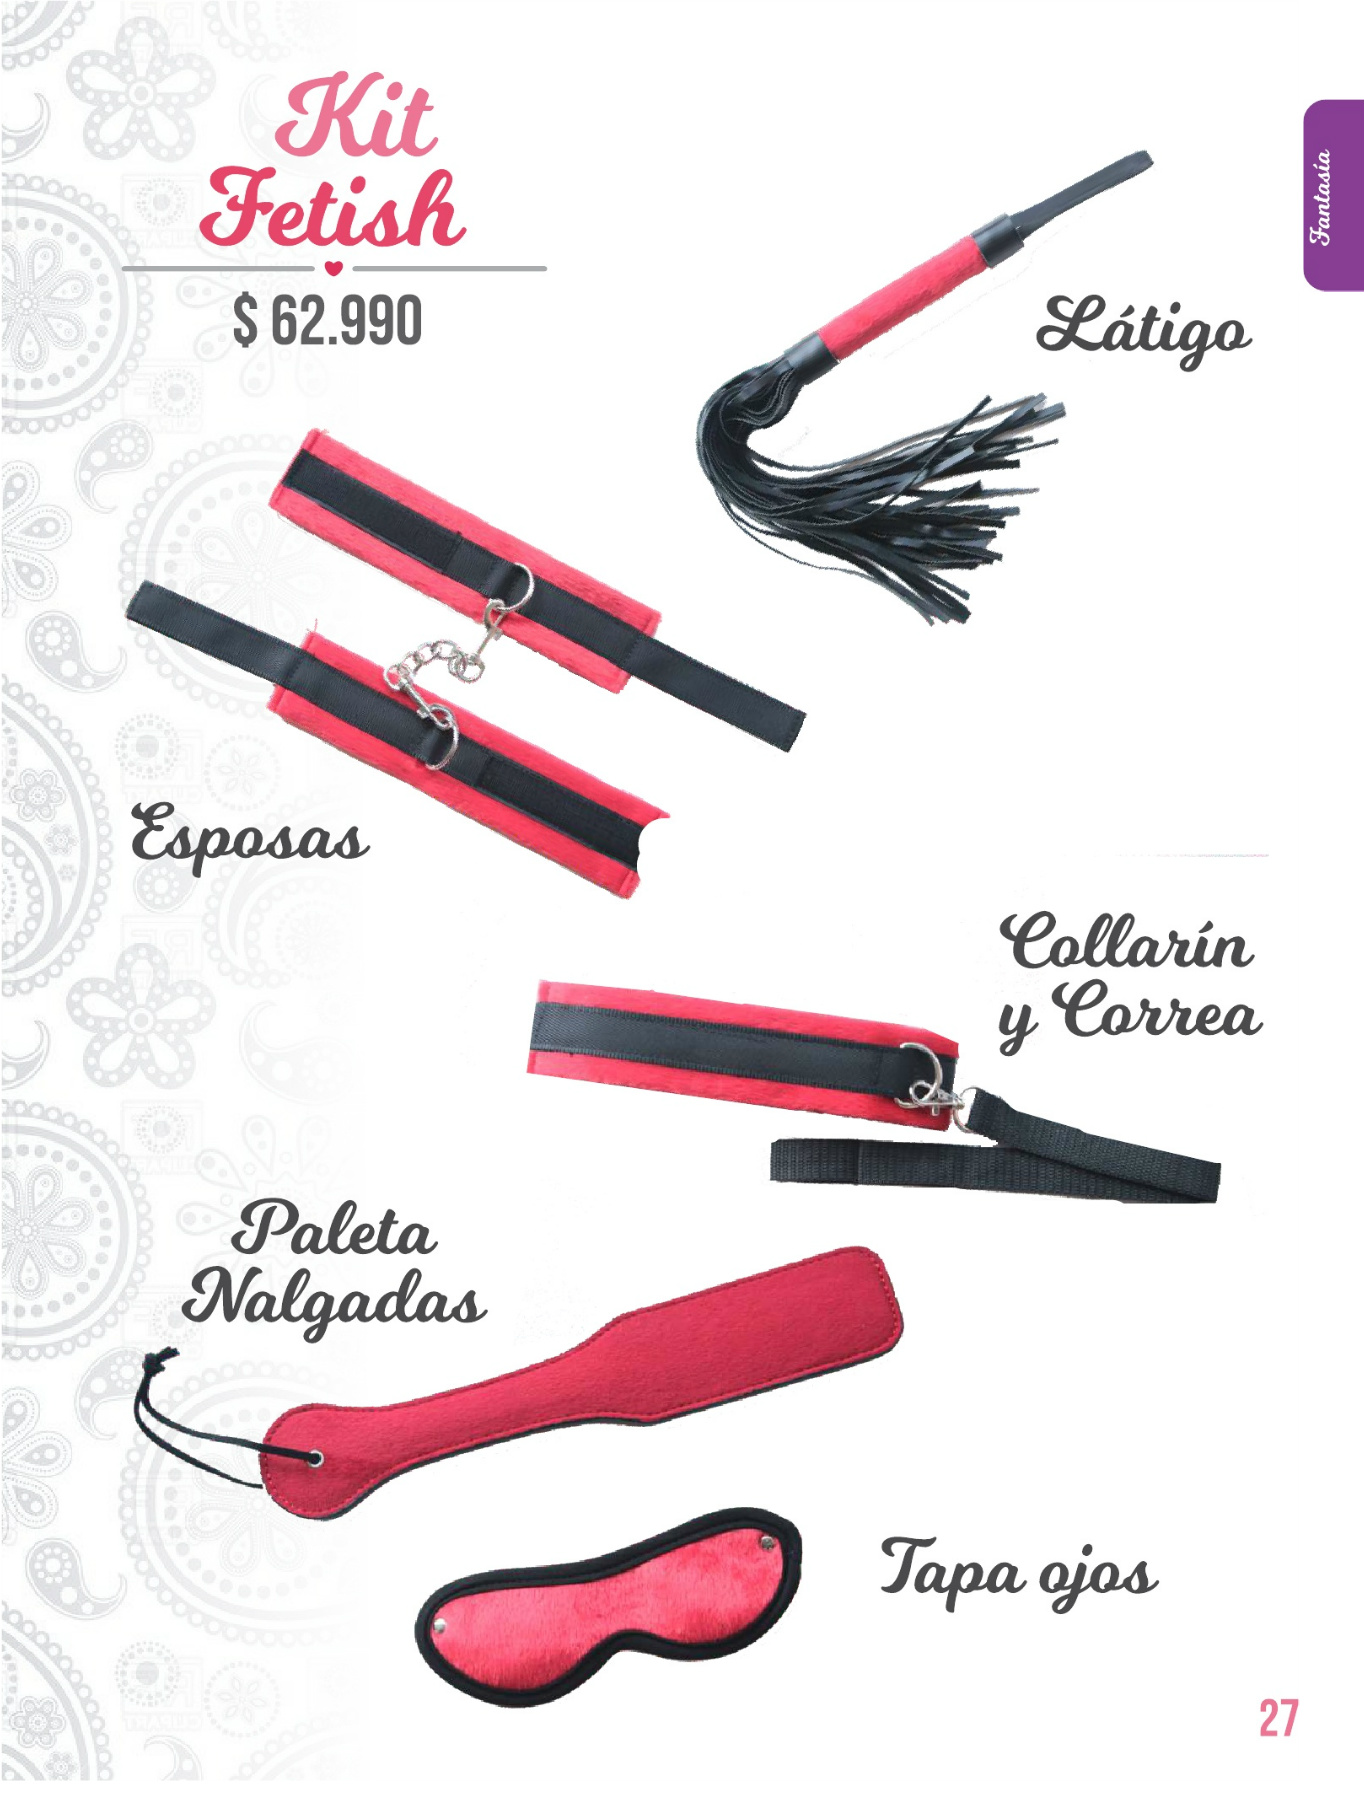 Kit
Fetish
$ 62.990
Fantasía
Látigo
Esposas
Collarín
y Correa
Paleta
Nalgadas
Tapa ojos
27